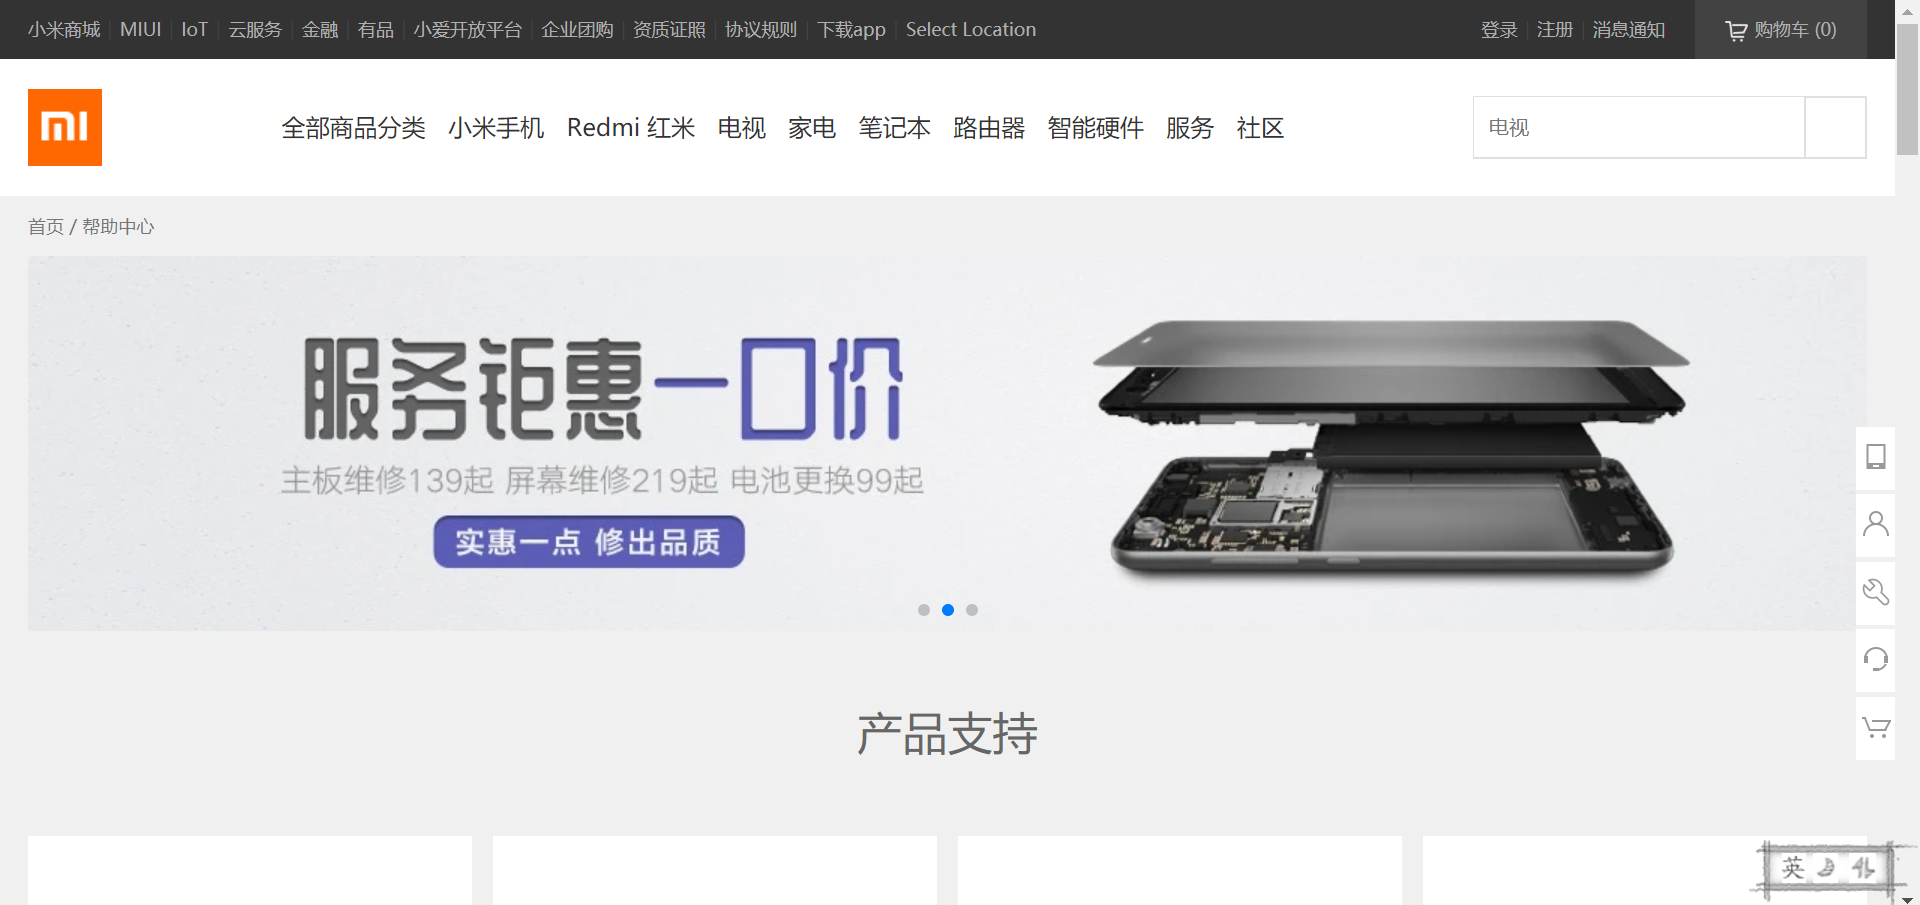 小米商城 MIUI IoT 云服务 金融 有品 小爱开放平台 企业团购 资质证照 协议规则 下载app Select Location 登录 注册 消息通知 购物车 (0)
全部商品分类 小米手机 Redmi 红米 电视 家电 笔记本 路由器 智能硬件 服务 社区 电视
首页 / 帮助中心
服务钜惠一口价
主板维修139起 屏幕维修219起 电池更换99起
实惠一点 修出品质
产品支持
英